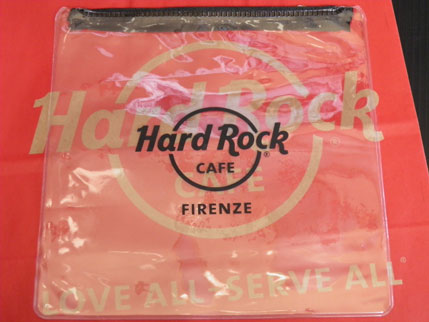 Hard Rock®
CAFE
FIRENZE
Hard Rock
CAFE
LOVE ALL SERVE ALL®